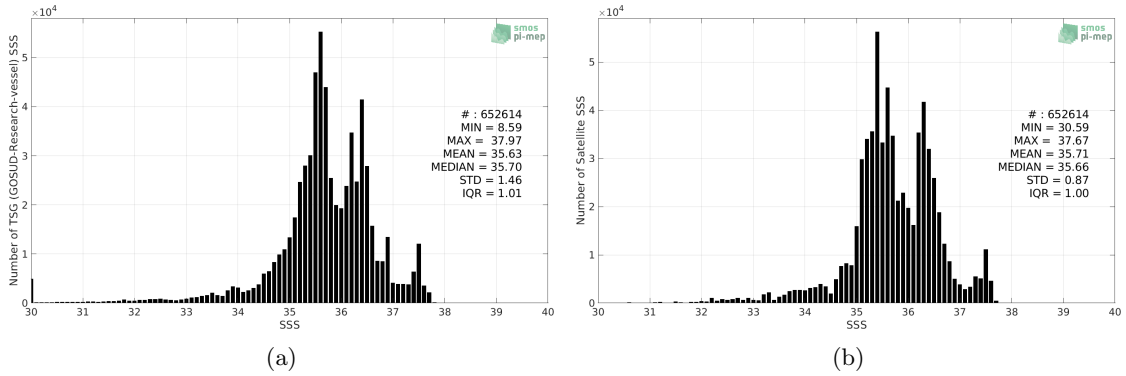 ×10⁴
5
4
3
2
1
0
Number of TSG (GOSUD-Research-vessel) SSS
30 31 32 33 34 35 36 37 38 39 40
SSS
smos
pi-mep
# : 652614
MIN = 8.59
MAX = 37.97
MEAN = 35.63
MEDIAN = 35.70
STD = 1.46
IQR = 1.01
(a)
×10⁴
5
4
3
2
1
0
Number of Satellite SSS
30 31 32 33 34 35 36 37 38 39 40
SSS
smos
pi-mep
# : 652614
MIN = 30.59
MAX = 37.67
MEAN = 35.71
MEDIAN = 35.66
STD = 0.87
IQR = 1.00
(b)